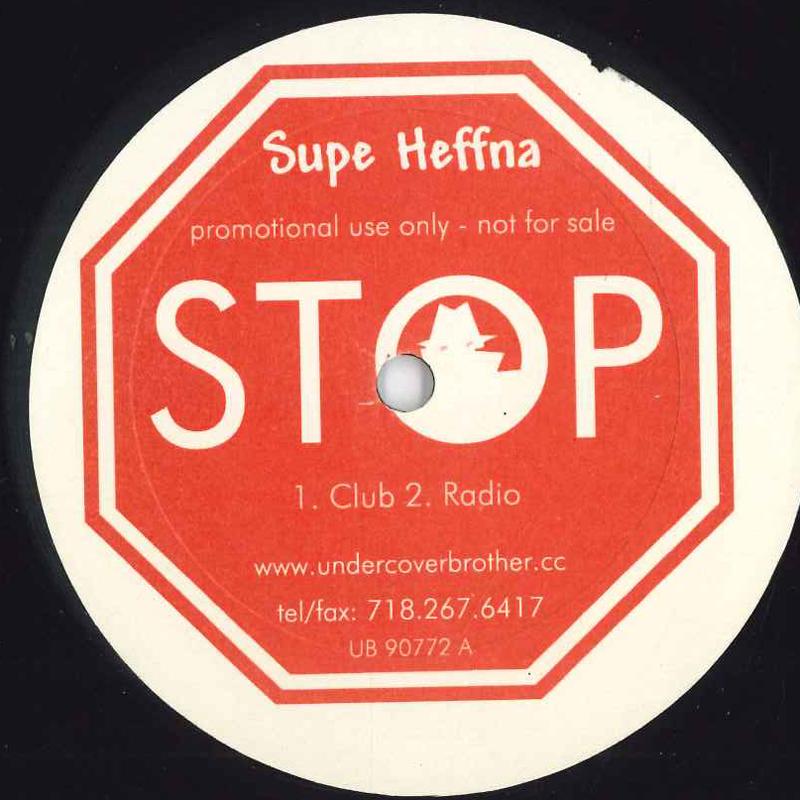 Supe Heffna
promotional use only - not for sale
STOP
1. Club 2. Radio
www.undercoverbrother.cc
tel/fax: 718.267.6417
UB 90772 A